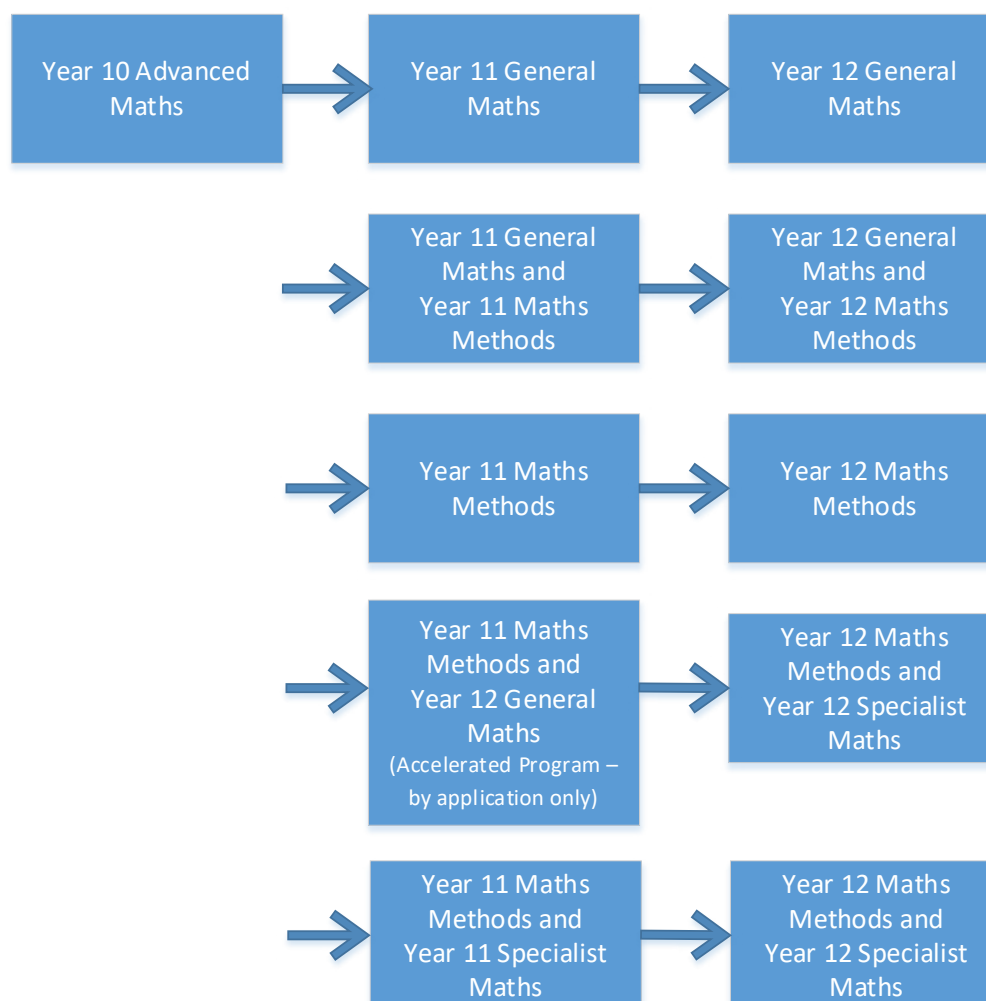 Year 10 Advanced
Maths
Year 11 General
Maths
Year 12 General
Maths
Year 11 General
Maths and
Year 11 Maths
Methods
Year 12 General
Maths and
Year 12 Maths
Methods
Year 11 Maths
Methods
Year 12 Maths
Methods
Year 11 Maths
Methods and
Year 12 General
Maths
(Accelerated Program –
by application only)
Year 12 Maths
Methods and
Year 12 Specialist
Maths
Year 11 Maths
Methods and
Year 11 Specialist
Maths
Year 12 Maths
Methods and
Year 12 Specialist
Maths